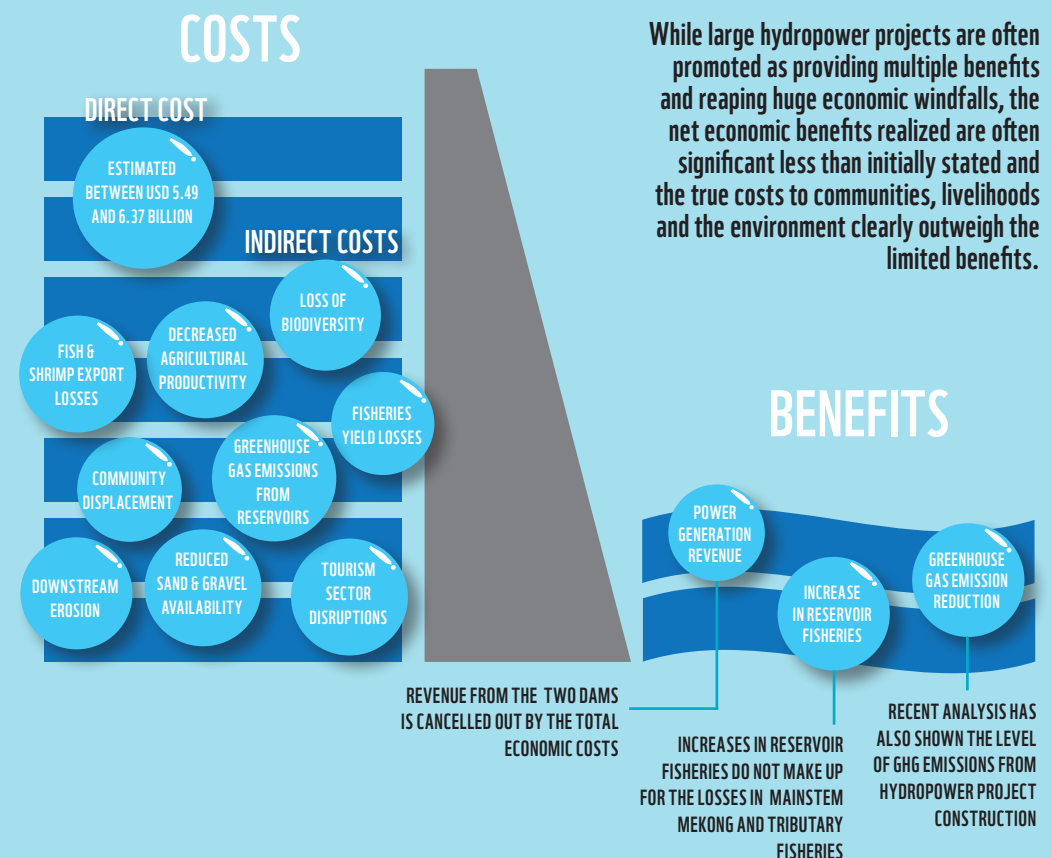 COSTS
DIRECT COST
ESTIMATED
BETWEEN USD 5.49
AND 6.37 BILLION
INDIRECT COSTS
LOSS OF
BIODIVERSITY
DECREASED
AGRICULTURAL
PRODUCTIVITY
FISH &
SHRIMP EXPORT
LOSSES
FISHERIES
YIELD LOSSES
GREENHOUSE
GAS EMISSIONS
FROM
RESERVOIRS
COMMUNITY
DISPLACEMENT
DOWNSTREAM
EROSION
REDUCED
SAND & GRAVEL
AVAILABILITY
TOURISM
SECTOR
DISRUPTIONS
While large hydropower projects are often
promoted as providing multiple benefits
and reaping huge economic windfalls, the
net economic benefits realized are often
significant less than initially stated and
the true costs to communities, livelihoods
and the environment clearly outweigh the
limited benefits.
BENEFITS
POWER
GENERATION
REVENUE
INCREASE
IN RESERVOIR
FISHERIES
GREENHOUSE
GAS EMISSION
REDUCTION
REVENUE FROM THE TWO DAMS
IS CANCELLED OUT BY THE TOTAL
ECONOMIC COSTS
INCREASES IN RESERVOIR
FISHERIES DO NOT MAKE UP
FOR THE LOSSES IN MAINSTEM
MEKONG AND TRIBUTARY
FISHERIES
RECENT ANALYSIS HAS
ALSO SHOWN THE LEVEL
OF GHG EMISSIONS FROM
HYDROPOWER PROJECT
CONSTRUCTION